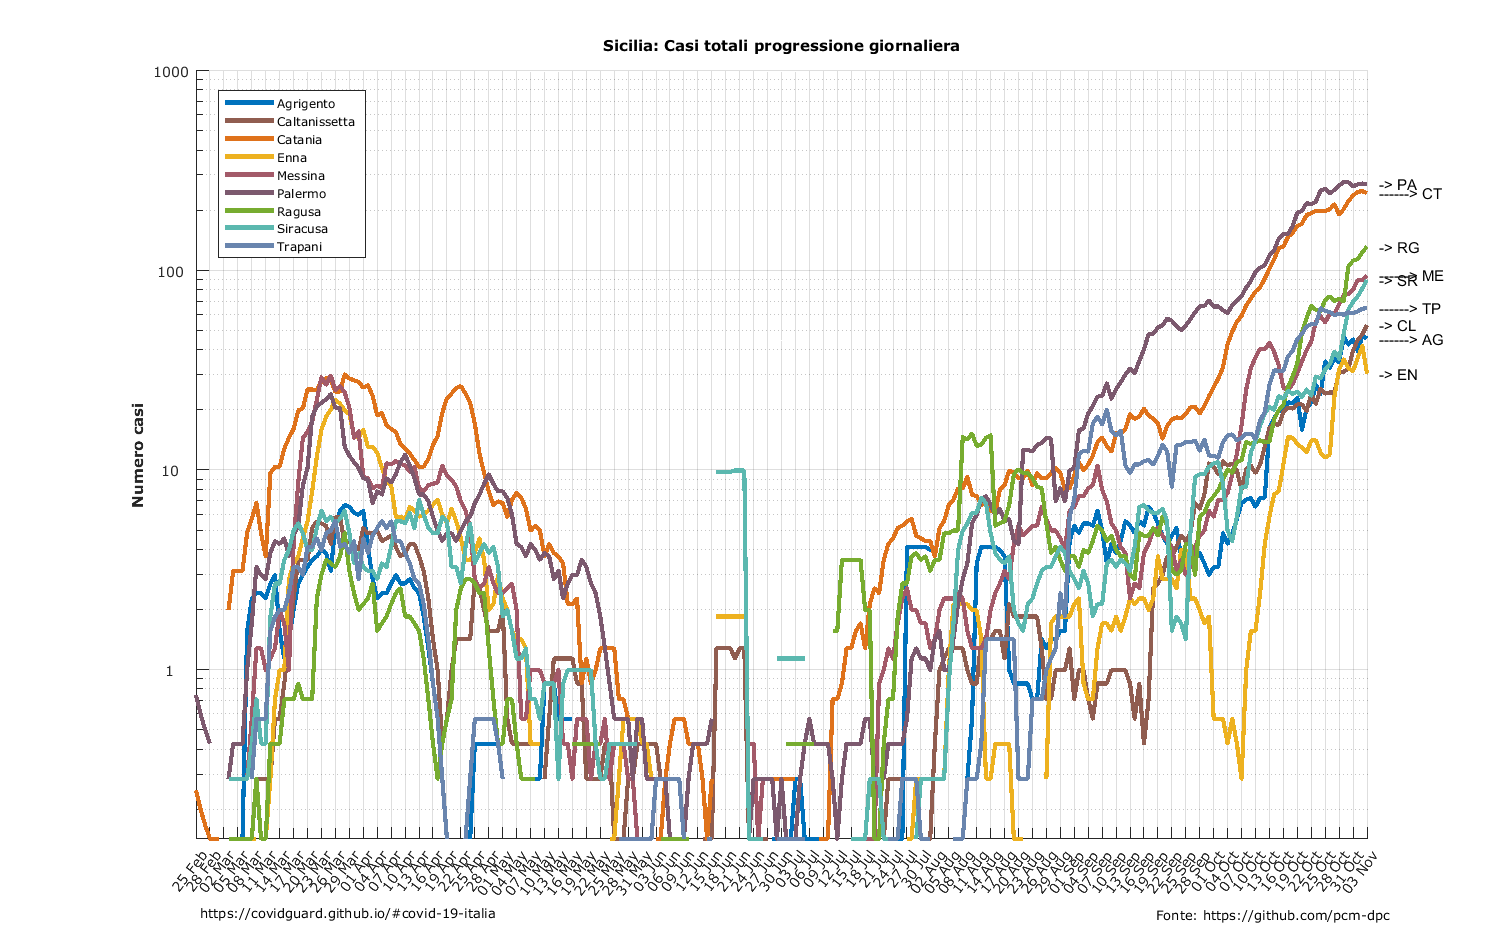 Sicilia: Casi totali progressione giornaliera
Numero casi
1000
100
10
1
Agrigento
Caltanissetta
Catania
Enna
Messina
Palermo
Ragusa
Siracusa
Trapani
-> PA
------> CT
-> RG
------> ME
-> SR
------> TP
-> CL
------> AG
-> EN
25 Feb
28 Feb
02 Mar
05 Mar
08 Mar
11 Mar
14 Mar
17 Mar
20 Mar
23 Mar
26 Mar
29 Mar
01 Apr
04 Apr
07 Apr
10 Apr
13 Apr
16 Apr
19 Apr
22 Apr
25 Apr
28 Apr
01 May
04 May
07 May
10 May
13 May
16 May
19 May
22 May
25 May
28 May
31 May
03 Jun
06 Jun
09 Jun
12 Jun
15 Jun
18 Jun
21 Jun
24 Jun
27 Jun
30 Jun
03 Jul
06 Jul
09 Jul
12 Jul
15 Jul
18 Jul
21 Jul
24 Jul
27 Jul
30 Jul
02 Aug
05 Aug
08 Aug
11 Aug
14 Aug
17 Aug
20 Aug
23 Aug
26 Aug
29 Aug
01 Sep
04 Sep
07 Sep
10 Sep
13 Sep
16 Sep
19 Sep
22 Sep
25 Sep
28 Sep
01 Oct
04 Oct
07 Oct
10 Oct
13 Oct
16 Oct
19 Oct
22 Oct
25 Oct
28 Oct
31 Oct
03 Nov
https://covidguard.github.io/#covid-19-italia
Fonte: https://github.com/pcm-dpc